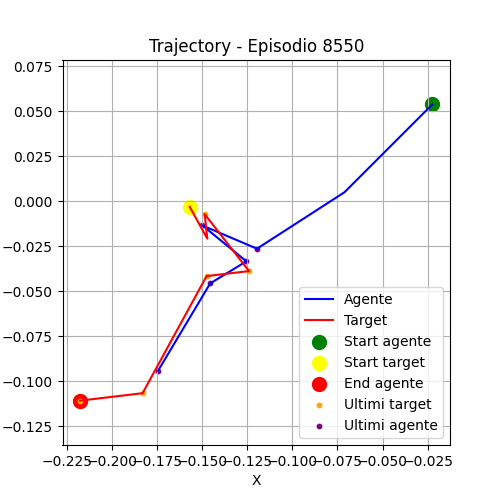 Trajectory - Episodio 8550
0.075
0.050
0.025
0.000
−0.025
−0.050
−0.075
−0.100
−0.125
Agente
Target
Start agente
Start target
End agente
Ultimi target
Ultimi agente
−0.225 −0.200 −0.175 −0.150 −0.125 −0.100 −0.075 −0.050 −0.025
X